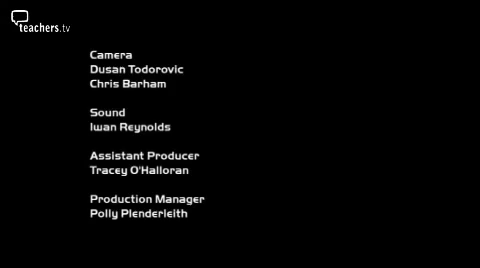 teachers.tv
Camera
Dusan Todorovic
Chris Barham
Sound
Iwan Reynolds
Assistant Producer
Tracey O'Halloran
Production Manager
Polly Plenderleith